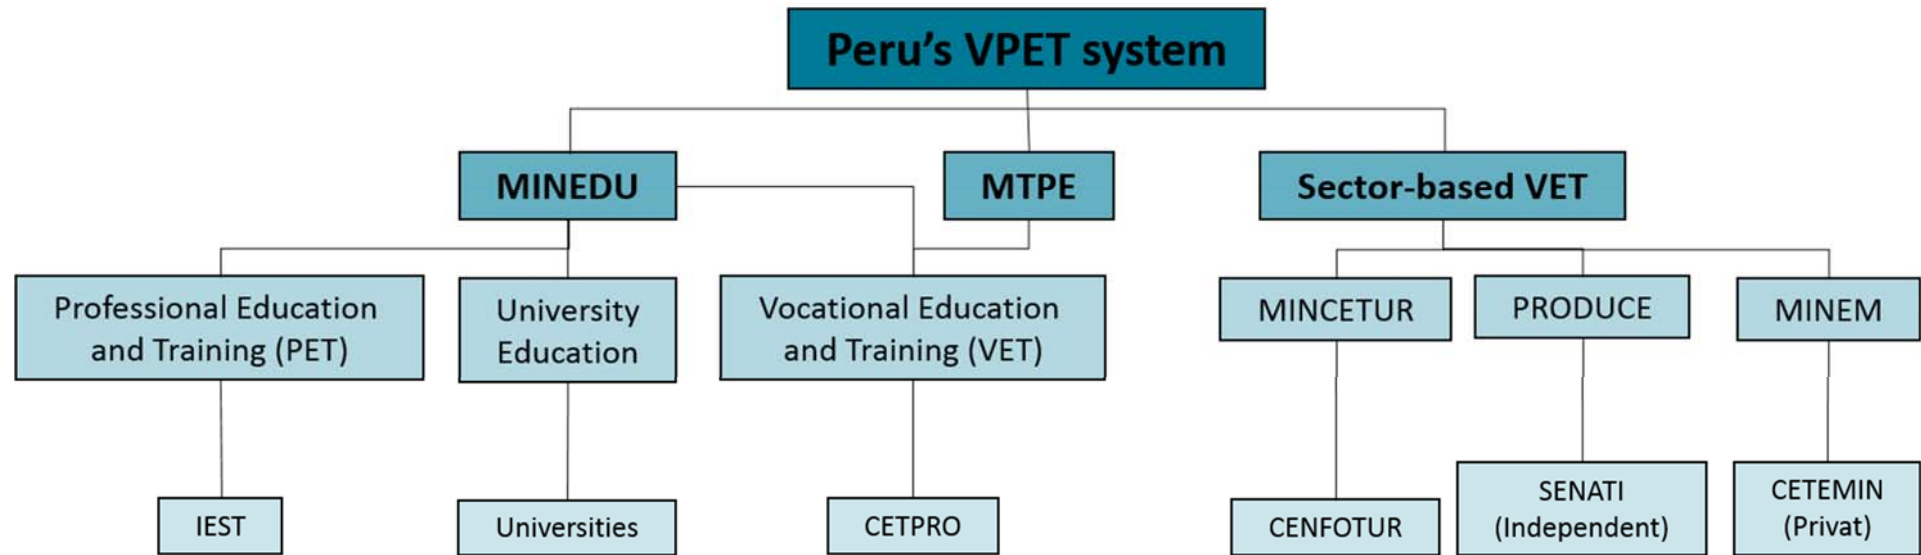 Peru’s VPET system
MINEDU
MTPE
Sector-based VET
Professional Education
and Training (PET)
University
Education
Vocational Education
and Training (VET)
MINCETUR
PRODUCE
MINEM
IEST
Universities
CETPRO
CENFOTUR
SENATI
(Independent)
CETEMIN
(Privat)